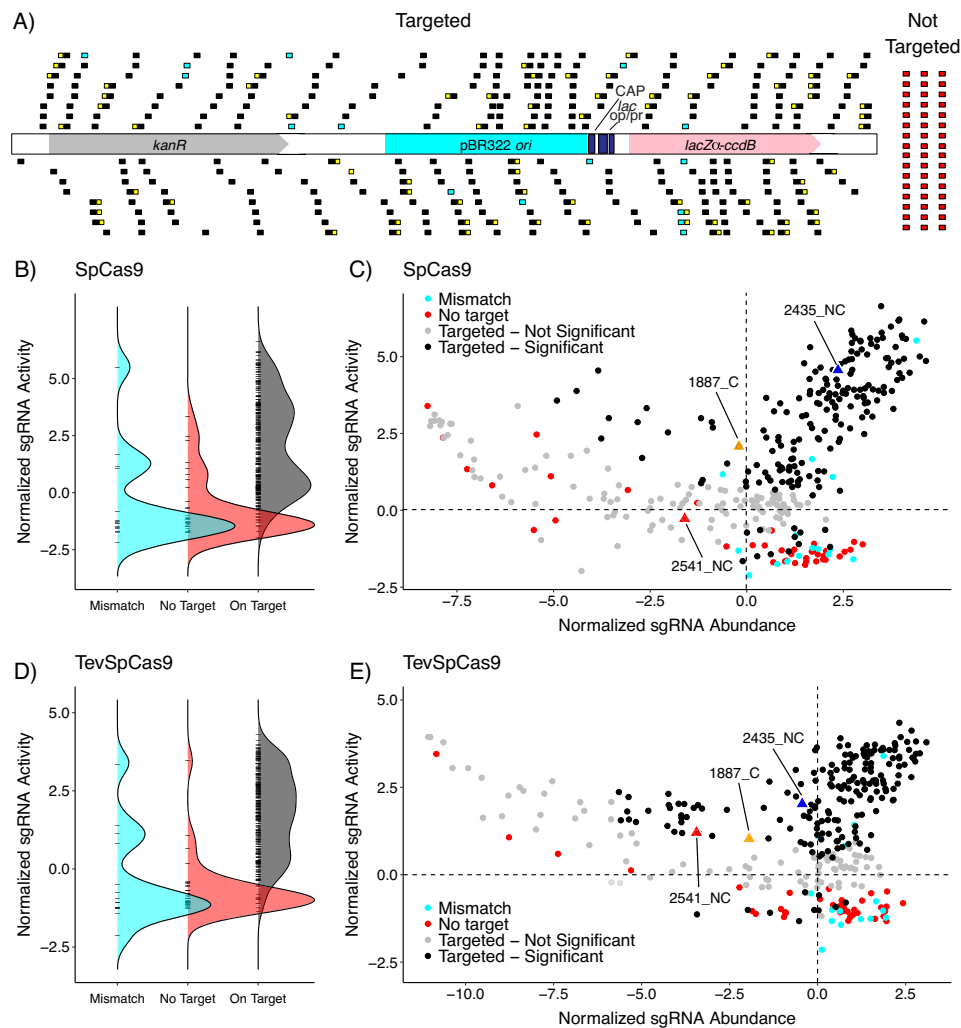 A)
Targeted
Not
Targeted
CAP
lac
op/pr
kanR
pBR322 ori
lacZα-ccdB
B)
SpCas9
Normalized sgRNA Activity
5.0
2.5
0.0
−2.5
Mismatch
No Target
On Target
C)
SpCas9
Mismatch
No target
Targeted − Not Significant
Targeted − Significant
2435_NC
1887_C
2541_NC
Normalized sgRNA Activity
5.0
2.5
0.0
−2.5
−7.5
−5.0
−2.5
0.0
2.5
Normalized sgRNA Abundance
D)
TevSpCas9
Normalized sgRNA Activity
5.0
2.5
0.0
−2.5
Mismatch
No Target
On Target
E)
TevSpCas9
2435_NC
1887_C
2541_NC
Mismatch
No target
Targeted − Not Significant
Targeted − Significant
Normalized sgRNA Activity
5.0
2.5
0.0
−2.5
−10.0
−7.5
−5.0
−2.5
0.0
2.5
Normalized sgRNA Abundance